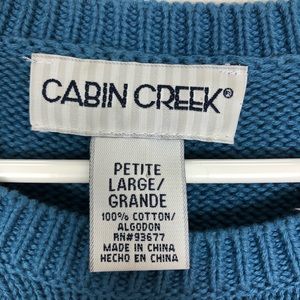 CABIN CREEK®
PETITE
LARGE/
GRANDE
100% COTTON/
ALGODON
RN#93677
MADE IN CHINA
HECHO EN CHINA